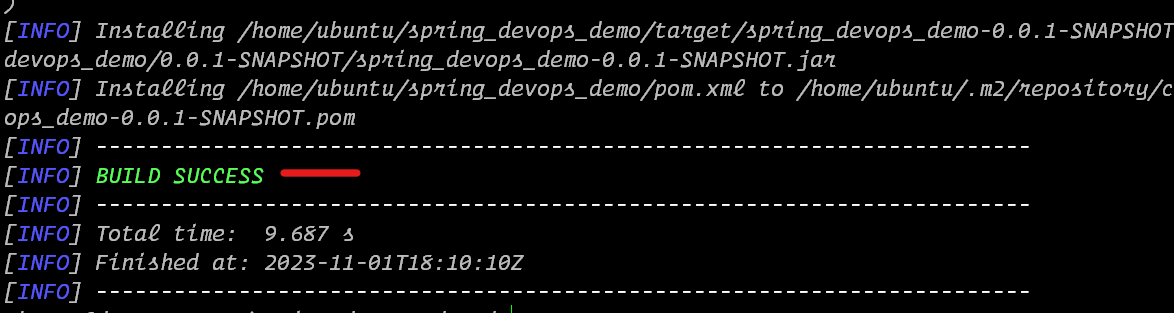 )
[INFO] Installing /home/ubuntu/spring_devops_demo/target/spring_devops_demo-0.0.1-SNAPSHOT
devops_demo/0.0.1-SNAPSHOT/spring_devops_demo-0.0.1-SNAPSHOT.jar
[INFO] Installing /home/ubuntu/spring_devops_demo/pom.xml to /home/ubuntu/.m2/repository/c
ops_demo-0.0.1-SNAPSHOT.pom
[INFO] ------------------------------------------------------------------------
[INFO] BUILD SUCCESS
[INFO] ------------------------------------------------------------------------
[INFO] Total time:  9.687 s
[INFO] Finished at: 2023-11-01T18:10:10Z
[INFO] ------------------------------------------------------------------------